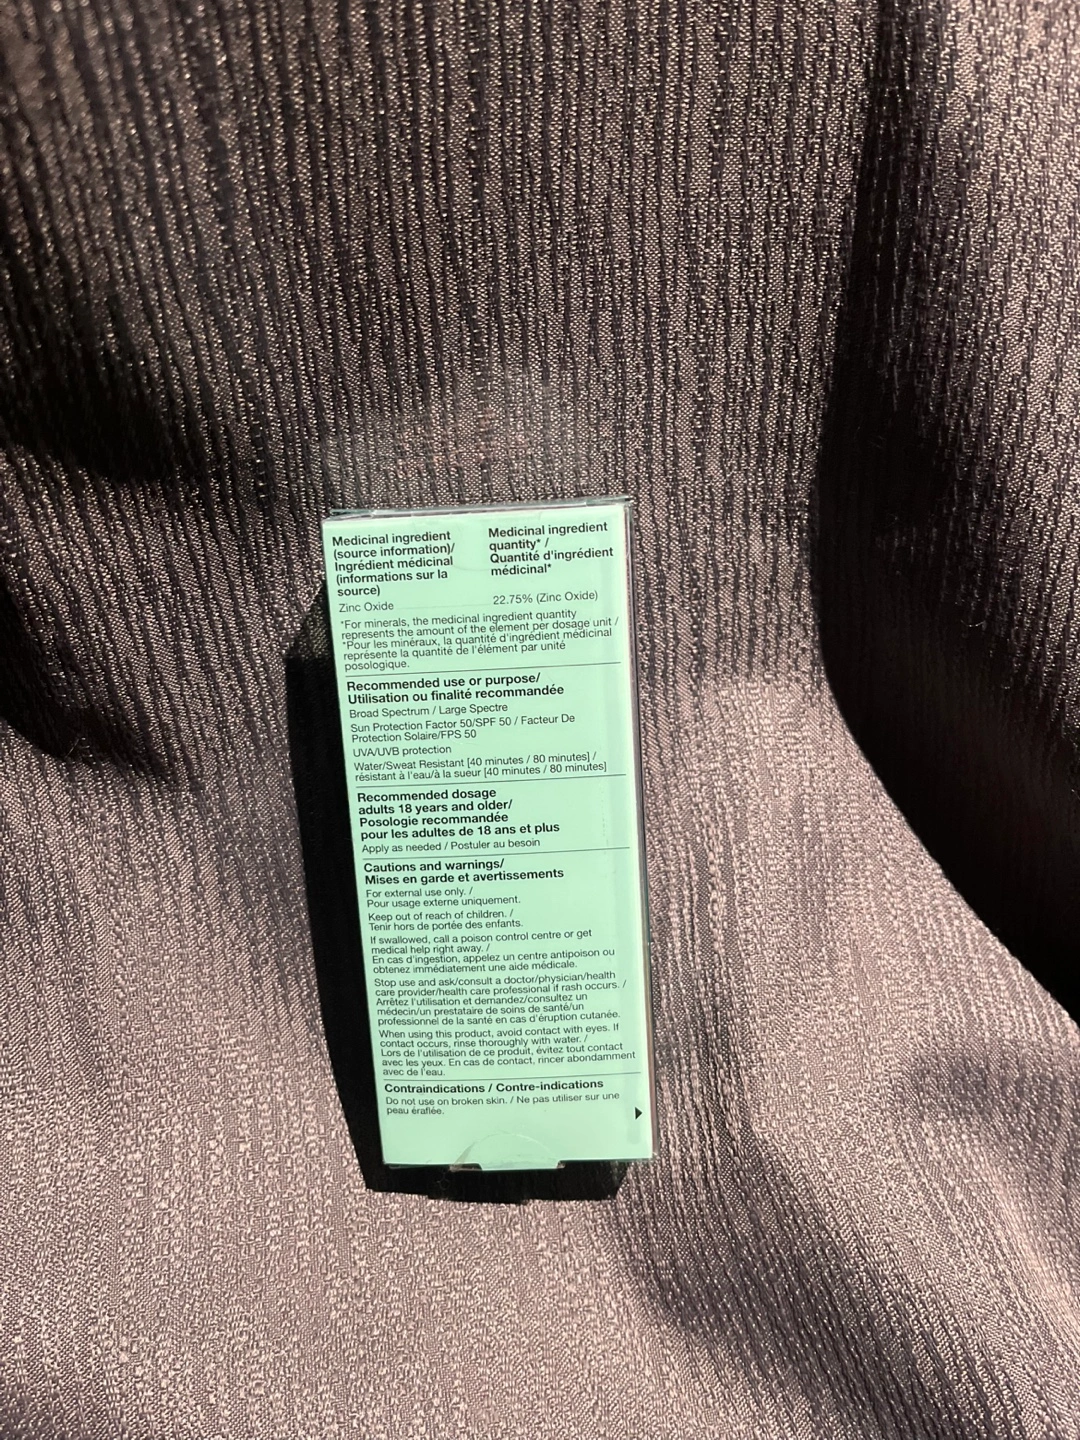 Medicinal ingredient
(source information)/
Ingrédient médicinal
(informations sur la
source)
Medicinal ingredient
quantity* /
Quantité d'ingrédient
médicinal*
Zinc Oxide
22.75% (Zinc Oxide)
*For minerals, the medicinal ingredient quantity
represents the amount of the element per dosage unit /
*Pour les minéraux, la quantité d'ingrédient médicinal
représente la quantité de l'élément par unité
posologique.
Recommended use or purpose/
Utilisation ou finalité recommandée
Broad Spectrum / Large Spectre
Sun Protection Factor 50/SPF 50 / Facteur De
Protection Solaire/FPS 50
UVA/UVB protection
Water/Sweat Resistant [40 minutes / 80 minutes] /
résistant à l'eau/à la sueur [40 minutes / 80 minutes]
Recommended dosage
adults 18 years and older/
Posologie recommandée
pour les adultes de 18 ans et plus
Apply as needed / Postuler au besoin
Cautions and warnings/
Mises en garde et avertissements
For external use only. /
Pour usage externe uniquement.
Keep out of reach of children. /
Tenir hors de portée des enfants.
If swallowed, call a poison control centre or get
medical help right away. /
En cas d'ingestion, appelez un centre antipoison ou
obtenez immédiatement une aide médicale.
Stop use and ask/consult a doctor/physician/health
care provider/health care professional if rash occurs. /
Arrêtez l'utilisation et demandez/consultez un
médecin/un prestataire de soins de santé/un
professionnel de la santé en cas d'éruption cutanée.
When using this product, avoid contact with eyes. If
contact occurs, rinse thoroughly with water. /
Lors de l'utilisation de ce produit, évitez tout contact
avec les yeux. En cas de contact, rincer abondamment
avec de l'eau.
Contraindications / Contre-indications
Do not use on broken skin. / Ne pas utiliser sur une
peau éraflée.